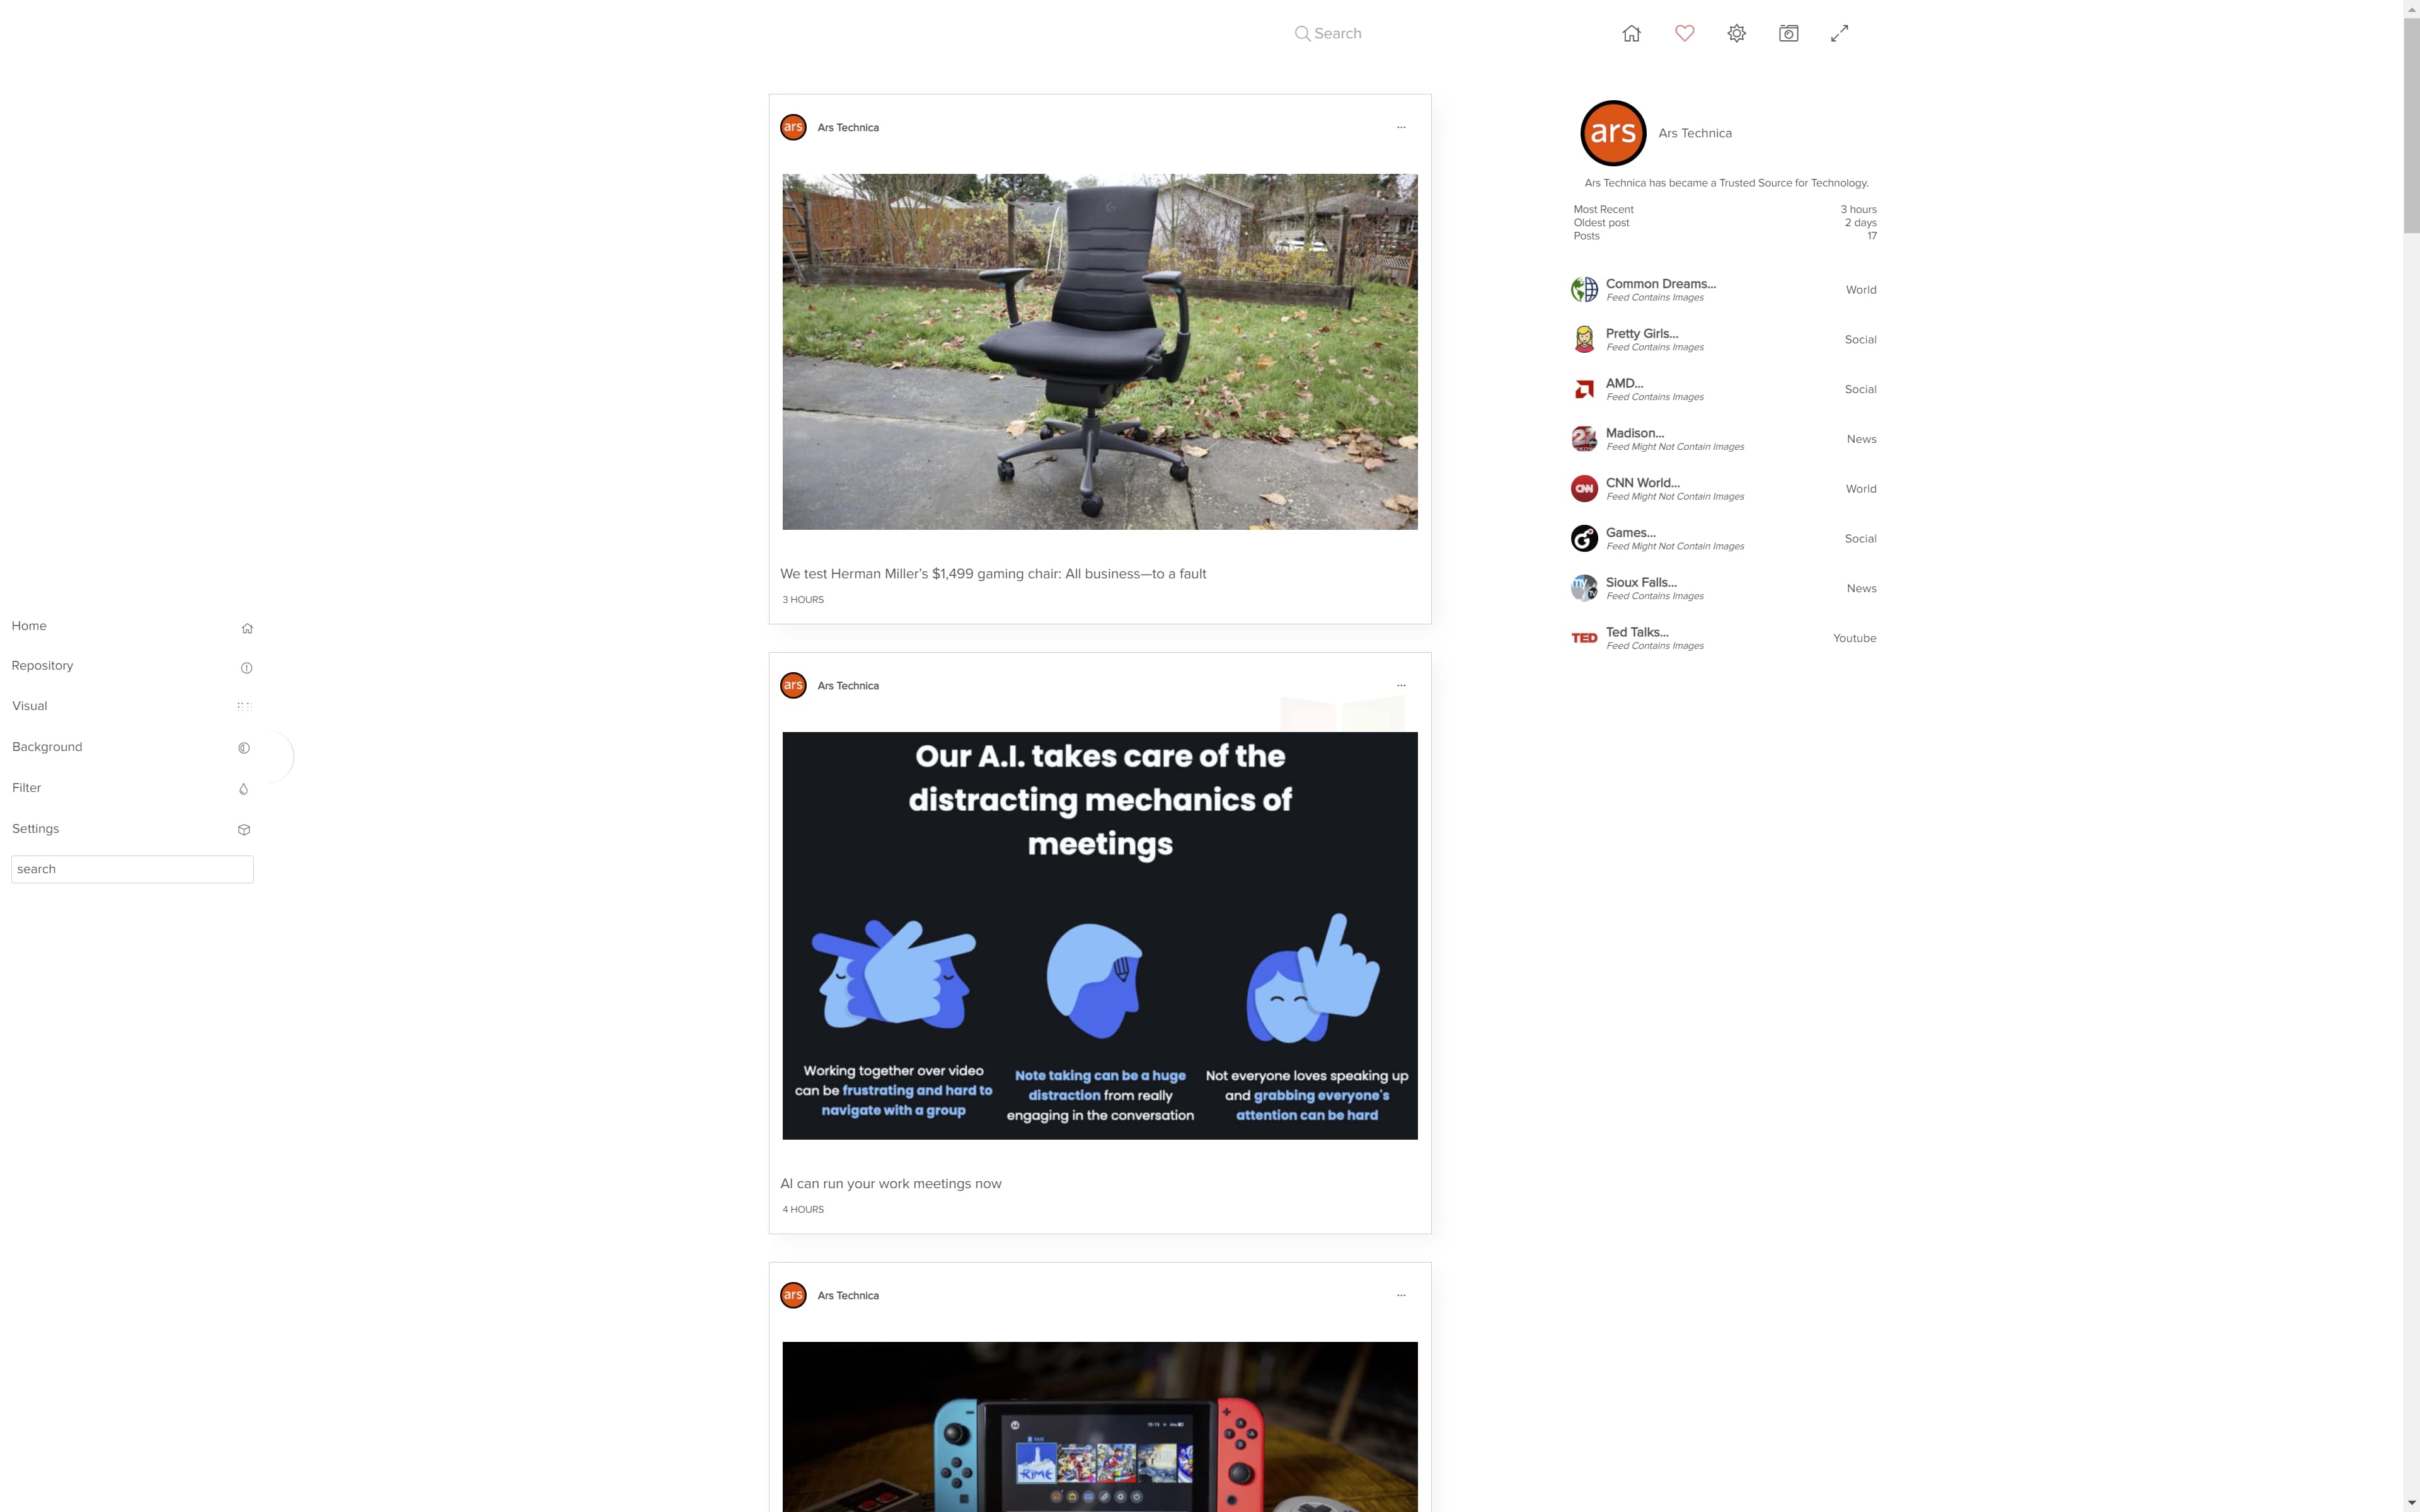 Search
ars
Ars Technica
...
We test Herman Miller’s $1,499 gaming chair: All business—to a fault
3 HOURS
ars
Ars Technica
...
Our A.I. takes care of the
distracting mechanics of
meetings
Working together over video
can be frustrating and hard to
navigate with a group
Note taking can be a huge
distraction from really
engaging in the conversation
Not everyone loves speaking up
and grabbing everyone's
attention can be hard
AI can run your work meetings now
4 HOURS
ars
Ars Technica
...
RIME
Home
Repository
Visual
Background
Filter
Settings
search
ars
Ars Technica
Ars Technica has became a Trusted Source for Technology.
Most Recent 3 hours
Oldest post 2 days
Posts 17
Common Dreams... World
Feed Contains Images
Pretty Girls... Social
Feed Contains Images
AMD... Social
Feed Contains Images
27
Madison... News
Feed Might Not Contain Images
CNN
CNN World... World
Feed Might Not Contain Images
G
Games... Social
Feed Might Not Contain Images
my TV
Sioux Falls... News
Feed Contains Images
TED
Ted Talks... Youtube
Feed Contains Images